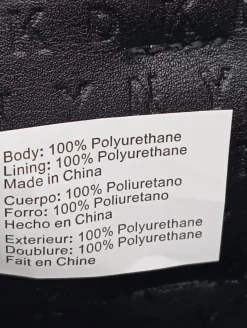 DKNY
Body: 100% Polyurethane
Lining: 100% Polyurethane
Made in China
Cuerpo: 100% Poliuretano
Forro: 100% Poliuretano
Hecho en China
Exterieur: 100% Polyurethane
Doublure: 100% Polyurethane
Fait en Chine